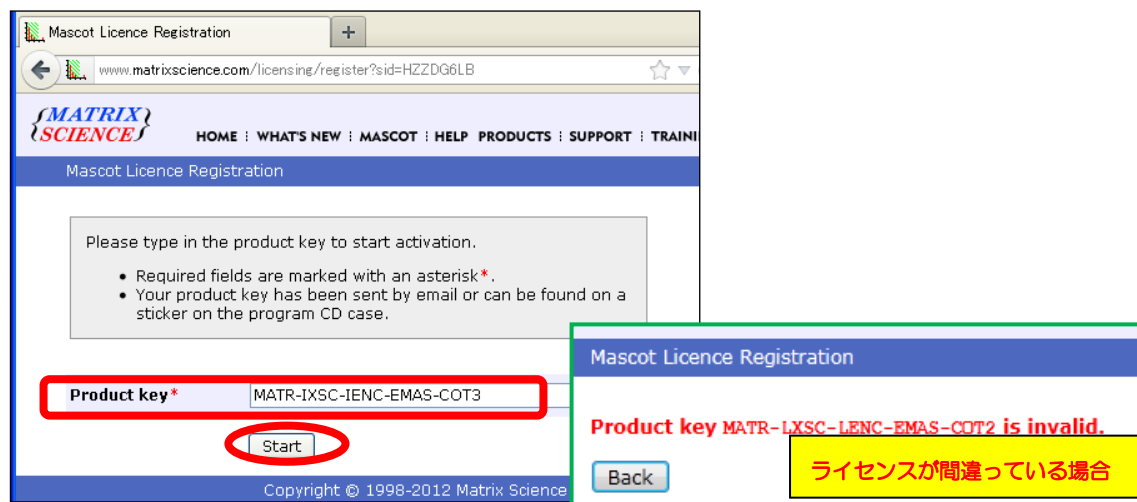 Mascot Licence Registration
+
www.matrixscience.com/licensing/register?sid=HZZDG6LB
{MATRIX
SCIENCE}
HOME ⋮ WHAT'S NEW ⋮ MASCOT ⋮ HELP PRODUCTS ⋮ SUPPORT ⋮ TRAINI
Mascot Licence Registration
Please type in the product key to start activation.
• Required fields are marked with an asterisk*.
• Your product key has been sent by email or can be found on a
sticker on the program CD case.
Product key* MATR-IXSC-IENC-EMAS-COT3
Start
Copyright © 1998-2012 Matrix Science
Mascot Licence Registration
Product key MATR-LXSC-LENC-EMAS-COT2 is invalid.
Back
ライセンスが間違っている場合